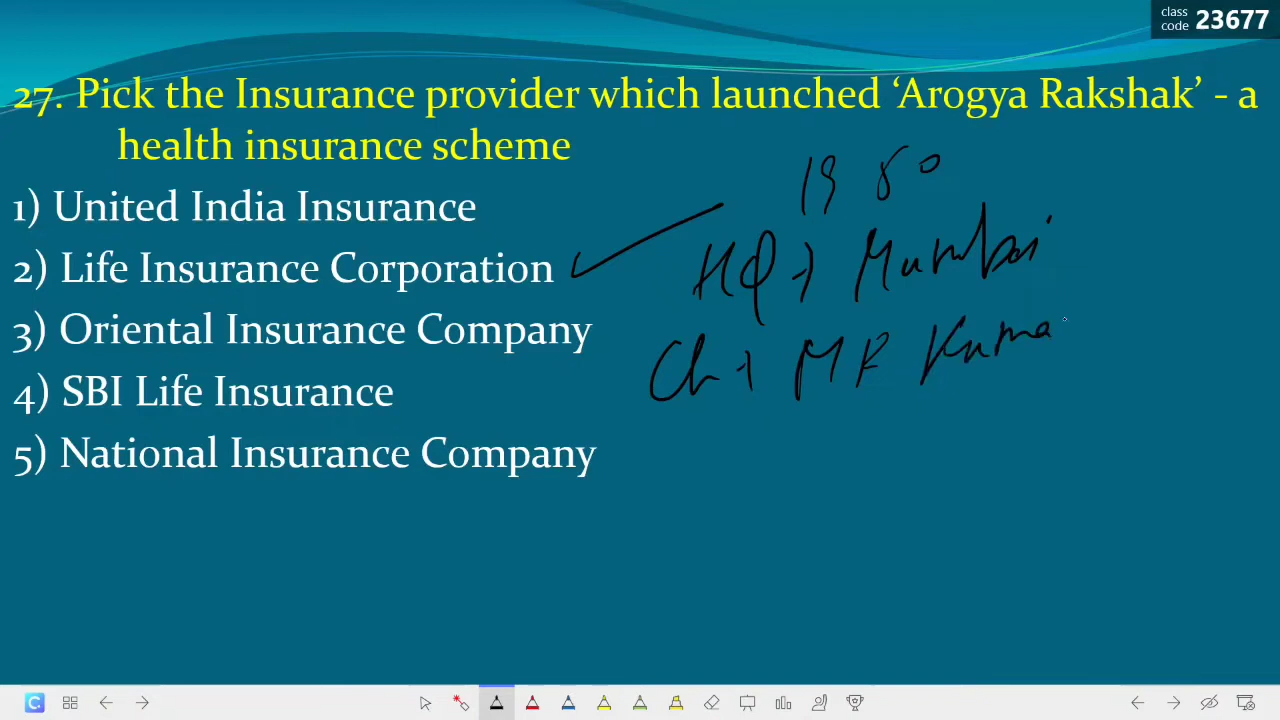 class
code 23677
27. Pick the Insurance provider which launched ‘Arogya Rakshak’ - a
health insurance scheme
1) United India Insurance
2) Life Insurance Corporation
3) Oriental Insurance Company
4) SBI Life Insurance
5) National Insurance Company
HQ → Mumbai
Ch → MR Kuma